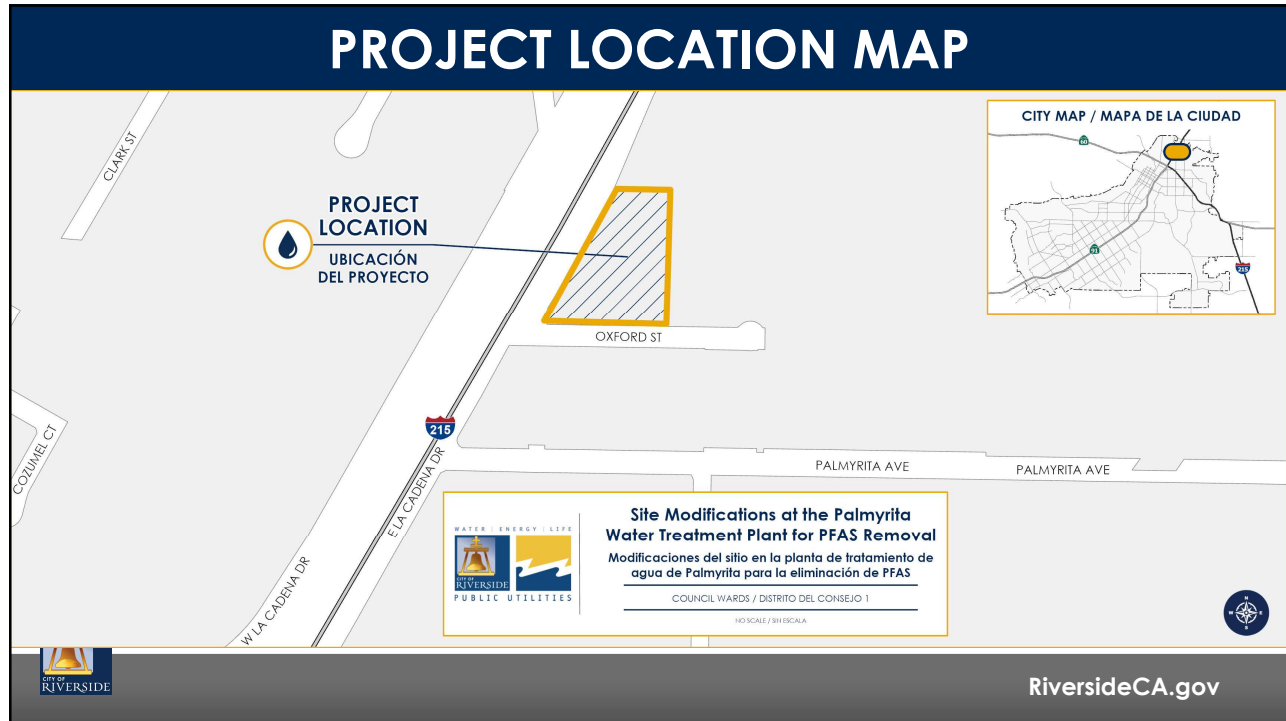 PROJECT LOCATION MAP
CLARK ST
PROJECT
LOCATION
UBICACIÓN
DEL PROYECTO
CITY MAP / MAPA DE LA CIUDAD
60
91
215
OXFORD ST
215
COZUMEL CT
E LA CADENA DR
W LA CADENA DR
PALMYRITA AVE
PALMYRITA AVE
WATER | ENERGY | LIFE
CITY OF
RIVERSIDE
PUBLIC UTILITIES
Site Modifications at the Palmyrita
Water Treatment Plant for PFAS Removal
Modificaciones del sitio en la planta de tratamiento de
agua de Palmyrita para la eliminación de PFAS
COUNCIL WARDS / DISTRITO DEL CONSEJO 1
NO SCALE / SIN ESCALA
N
W
E
S
CITY OF
RIVERSIDE
RiversideCA.gov